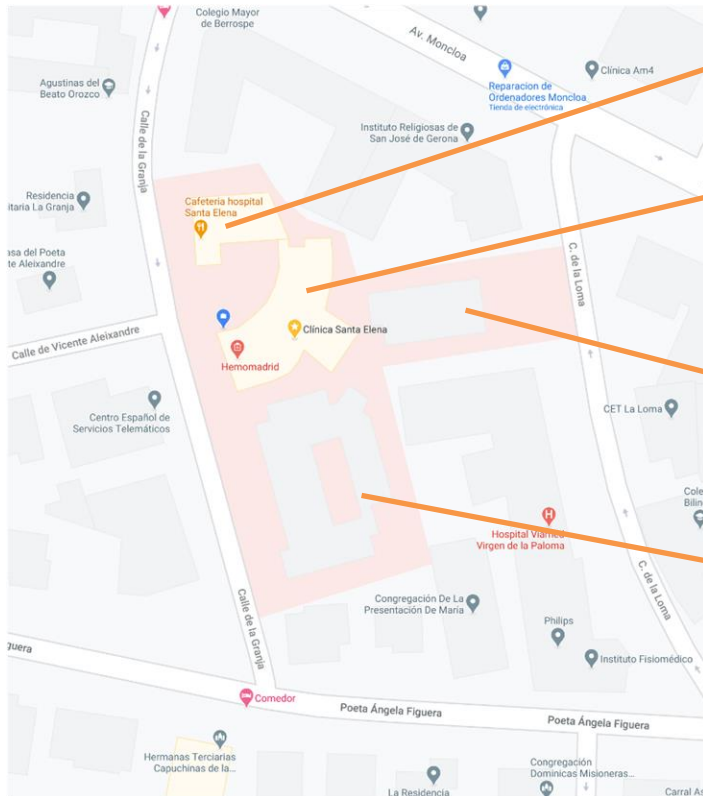 Colegio Mayor
de Berrospe
Av. Moncloa
Clínica Am4
Agustinas del
Beato Orozco
Reparacion de
Ordenadores Moncloa
Tienda de electrónica
Calle de la Granja
Instituto Religiosas de
San José de Gerona
Residencia
itaria La Granja
Cafeteria hospital
Santa Elena
asa del Poeta
te Aleixandre
C. de la Loma
Clínica Santa Elena
Calle de Vicente Aleixandre
Hemomadrid
Centro Español de
Servicios Telemáticos
CET La Loma
Cole
Bilin
H
Hospital Viamed
Virgen de la Paloma
Calle de la Granja
C. de la Loma
Congregación De La
Presentación De María
Philips
Instituto Fisiomédico
guera
Comedor
Poeta Ángela Figuera
Poeta Ángela Figuera
Hermanas Terciarias
Capuchinas de la...
Congregación
Dominicas Misioneras...
La Residencia
Carral As